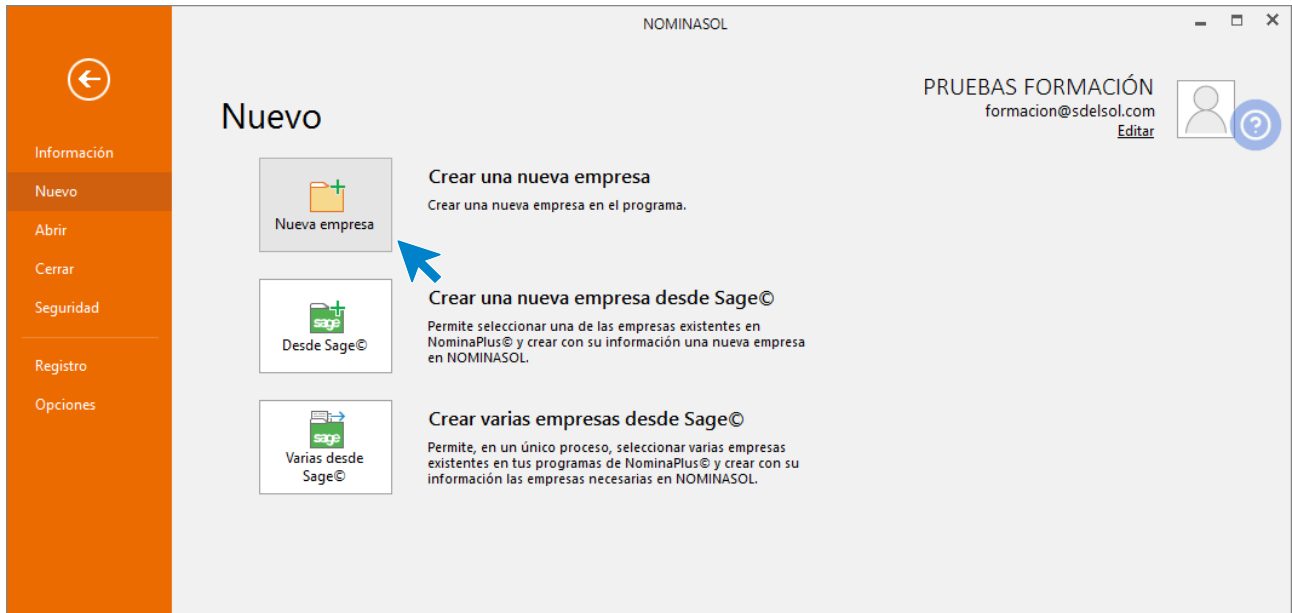 NOMINASOL
PRUEBAS FORMACIÓN
formacion@sdelsol.com
Editar
Información
Nuevo
Abrir
Cerrar
Seguridad
Registro
Opciones
Nuevo
Nueva empresa
Crear una nueva empresa
Crear una nueva empresa en el programa.
sage
Desde Sage©
Crear una nueva empresa desde Sage©
Permite seleccionar una de las empresas existentes en
NominaPlus© y crear con su información una nueva empresa
en NOMINASOL.
sage
Varias desde
Sage©
Crear varias empresas desde Sage©
Permite, en un único proceso, seleccionar varias empresas
existentes en tus programas de NominaPlus© y crear con su
información las empresas necesarias en NOMINASOL.